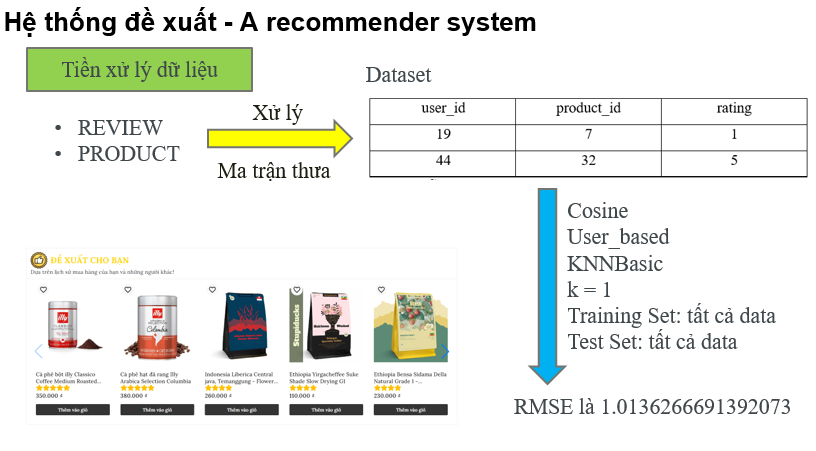 Hệ thống đề xuất - A recommender system
Tiền xử lý dữ liệu
• REVIEW
• PRODUCT
Xử lý
Ma trận thưa
Dataset
user_id product_id rating
19 7 1
44 32 5
Cosine
User_based
KNNBasic
k = 1
Training Set: tất cả data
Test Set: tất cả data
RMSE là 1.0136266691392073
ĐỀ XUẤT CHO BẠN
Dựa trên lịch sử mua hàng của bạn và những người khác!
illy
illy
Colombia
Stupiducks
Cà phê bột illy Classico
Coffee Medium Roasted...
350.000 ₫
Thêm vào giỏ
Cà phê hạt đã rang Illy
Arabica Selection Columbia
380.000 ₫
Thêm vào giỏ
Indonesia Liberica Central
java, Temanggung - Flower...
260.000 ₫
Thêm vào giỏ
Ethiopia Yirgacheffee Suke
Shade Slow Drying G1
110.000 ₫
Thêm vào giỏ
Ethiopia Bensa Sidama Della
Natural Grade 1 -...
230.000 ₫
Thêm vào giỏ